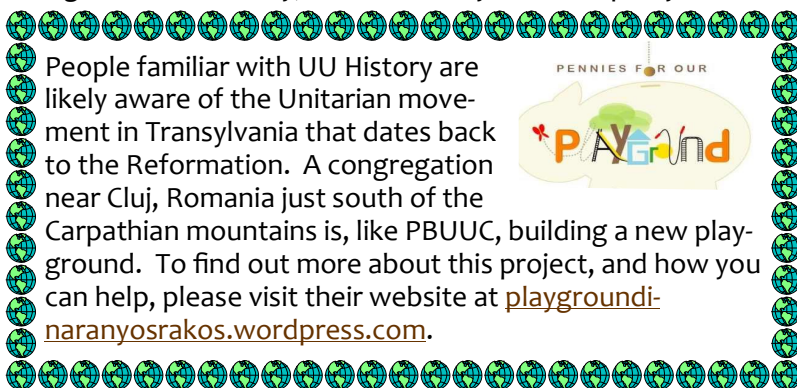 People familiar with UU History are
likely aware of the Unitarian move-
ment in Transylvania that dates back
to the Reformation.  A congregation
near Cluj, Romania just south of the
Carpathian mountains is, like PBUUC, building a new play-
ground.  To find out more about this project, and how you
can help, please visit their website at playgroundi-
naranyosrakos.wordpress.com.
PENNIES FOR OUR
PLAYGrOUnd